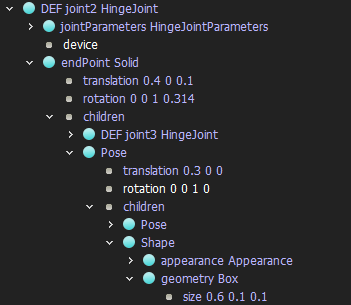 DEF joint2 HingeJoint
jointParameters HingeJointParameters
device
endPoint Solid
translation 0.4 0 0.1
rotation 0 0 1 0.314
children
DEF joint3 HingeJoint
Pose
translation 0.3 0 0
rotation 0 0 1 0
children
Pose
Shape
appearance Appearance
geometry Box
size 0.6 0.1 0.1